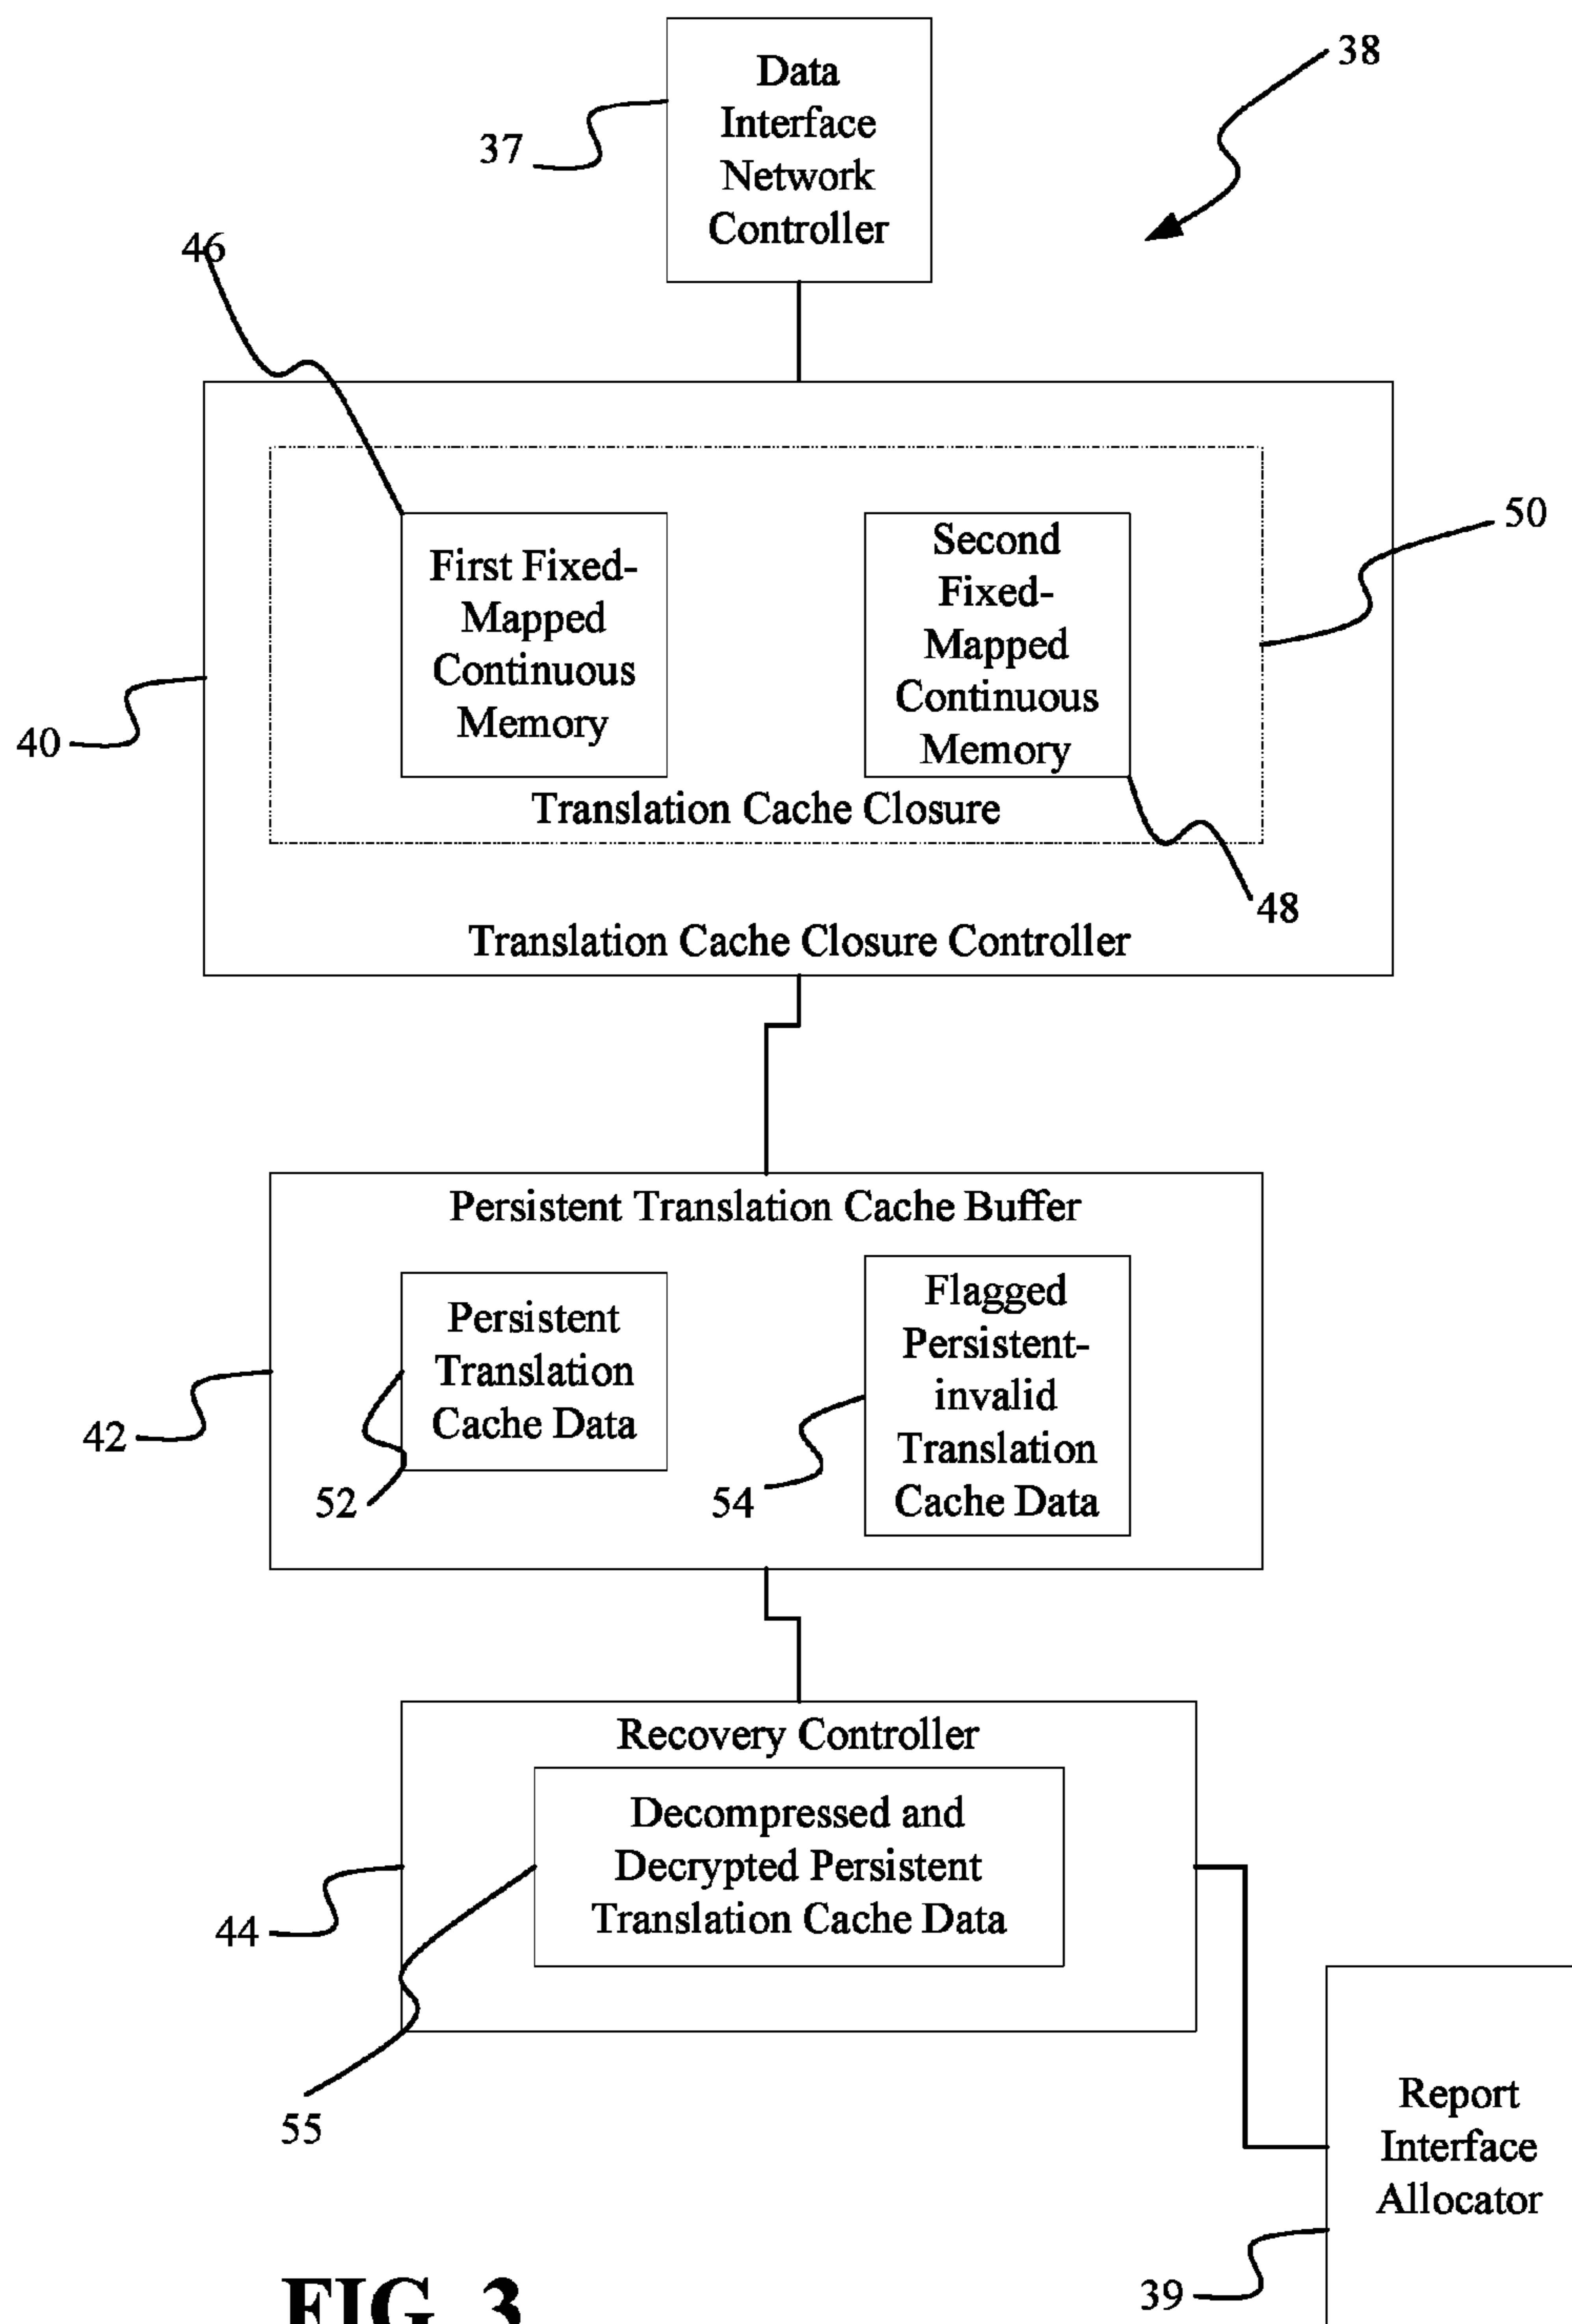 38
Data
Interface
Network
Controller
37
46
50
First Fixed-
Mapped
Continuous
Memory
Second
Fixed-
Mapped
Continuous
Memory
40
Translation Cache Closure
48
Translation Cache Closure Controller
Persistent Translation Cache Buffer
Persistent
Translation
Cache Data
Flagged
Persistent-
invalid
Translation
Cache Data
42
52
54
Recovery Controller
Decompressed and
Decrypted Persistent
Translation Cache Data
44
55
Report
Interface
Allocator
39
FIG. 3